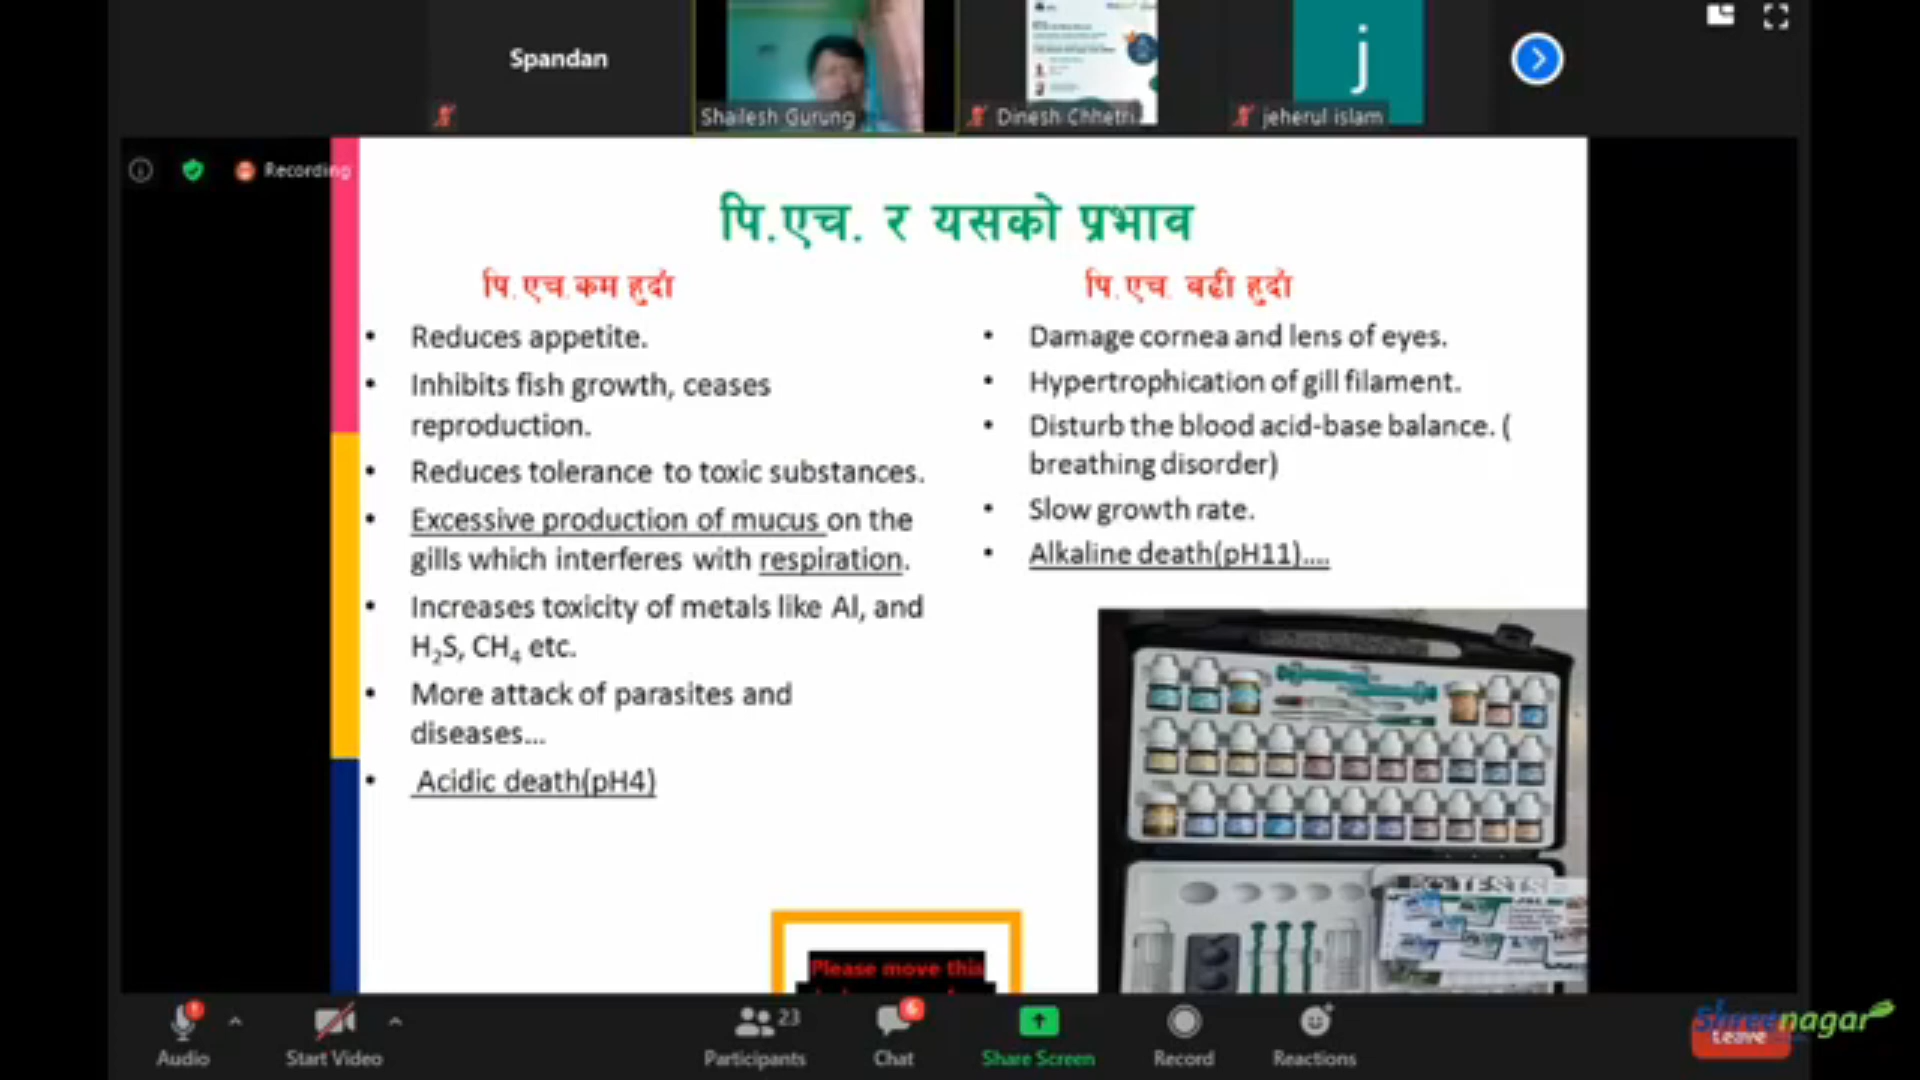 Spandan
Shailesh Gurung
Dinesh Chhetri
j
jeherul islam
Recording
पि.एच. र यसको प्रभाव
पि.एच.कम हुदाँ
Reduces appetite.
Inhibits fish growth, ceases
reproduction.
Reduces tolerance to toxic substances.
Excessive production of mucus on the
gills which interferes with respiration.
Increases toxicity of metals like Al, and
H₂S, CH₄ etc.
More attack of parasites and
diseases...
Acidic death(pH4)
पि.एच. बढी हुदाँ
Damage cornea and lens of eyes.
Hypertrophication of gill filament.
Disturb the blood acid-base balance. (
breathing disorder)
Slow growth rate.
Alkaline death(pH11)....
Please move this
Audio
Start Video
Participants
23
Chat
6
Share Screen
Record
Reactions
Leave
Shreenagar